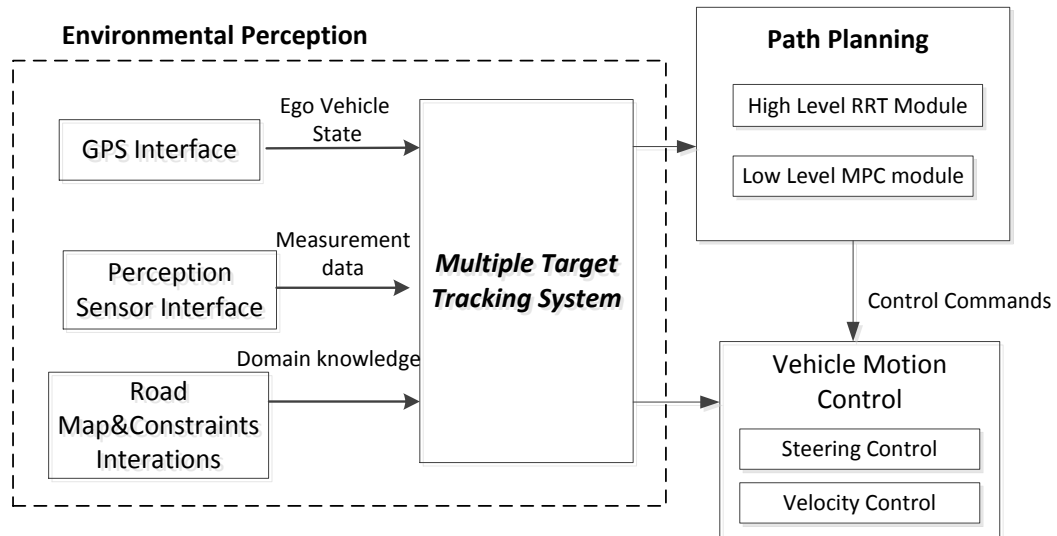 Environmental Perception
GPS Interface
Ego Vehicle
State
Perception
Sensor Interface
Measurement
data
Road
Map&Constraints
Interations
Domain knowledge
Multiple Target
Tracking System
Path Planning
High Level RRT Module
Low Level MPC module
Control Commands
Vehicle Motion
Control
Steering Control
Velocity Control